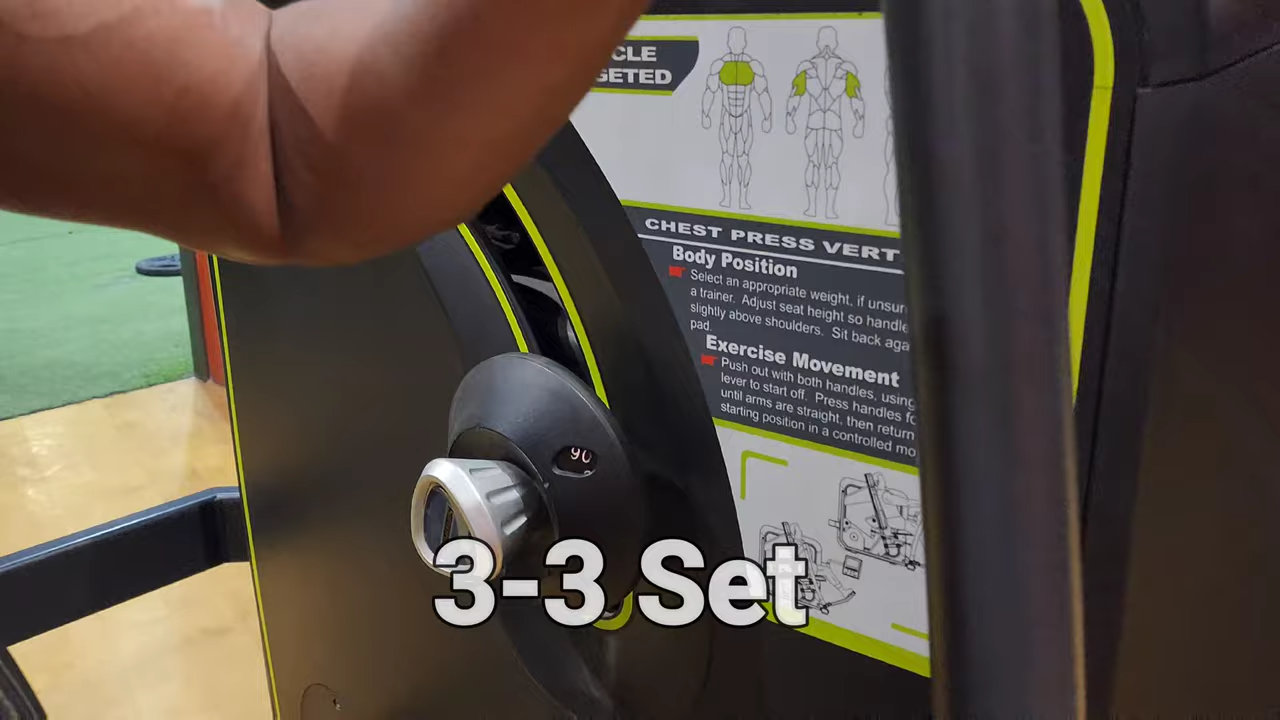 CLE
GETED
CHEST PRESS VERT
Body Position
Select an appropriate weight, if unsur
a trainer. Adjust seat height so handle
slightly above shoulders. Sit back aga
pad.
Exercise Movement
Push out with both handles, using
lever to start off. Press handles fo
until arms are straight, then return
starting position in a controlled mo
90
3-3 Set